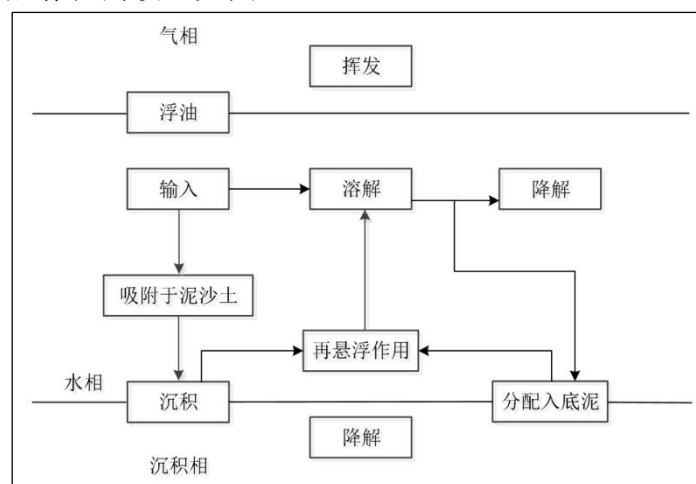 气相
挥发
浮油
输入
溶解
降解
吸附于泥沙土
再悬浮作用
水相
沉积
分配入底泥
降解
沉积相